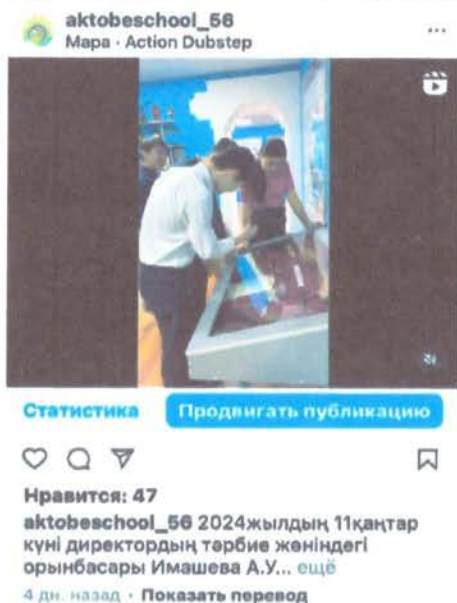 aktobeschool_56
Мара · Action Dubstep
Статистика
Продвигать публикацию
Нравится: 47
aktobeschool_56 2024жылдың 11қаңтар
күні директордың тәрбие жөніндегі
орынбасары Имашева А.У... ещё
4 дн. назад · Показать перевод